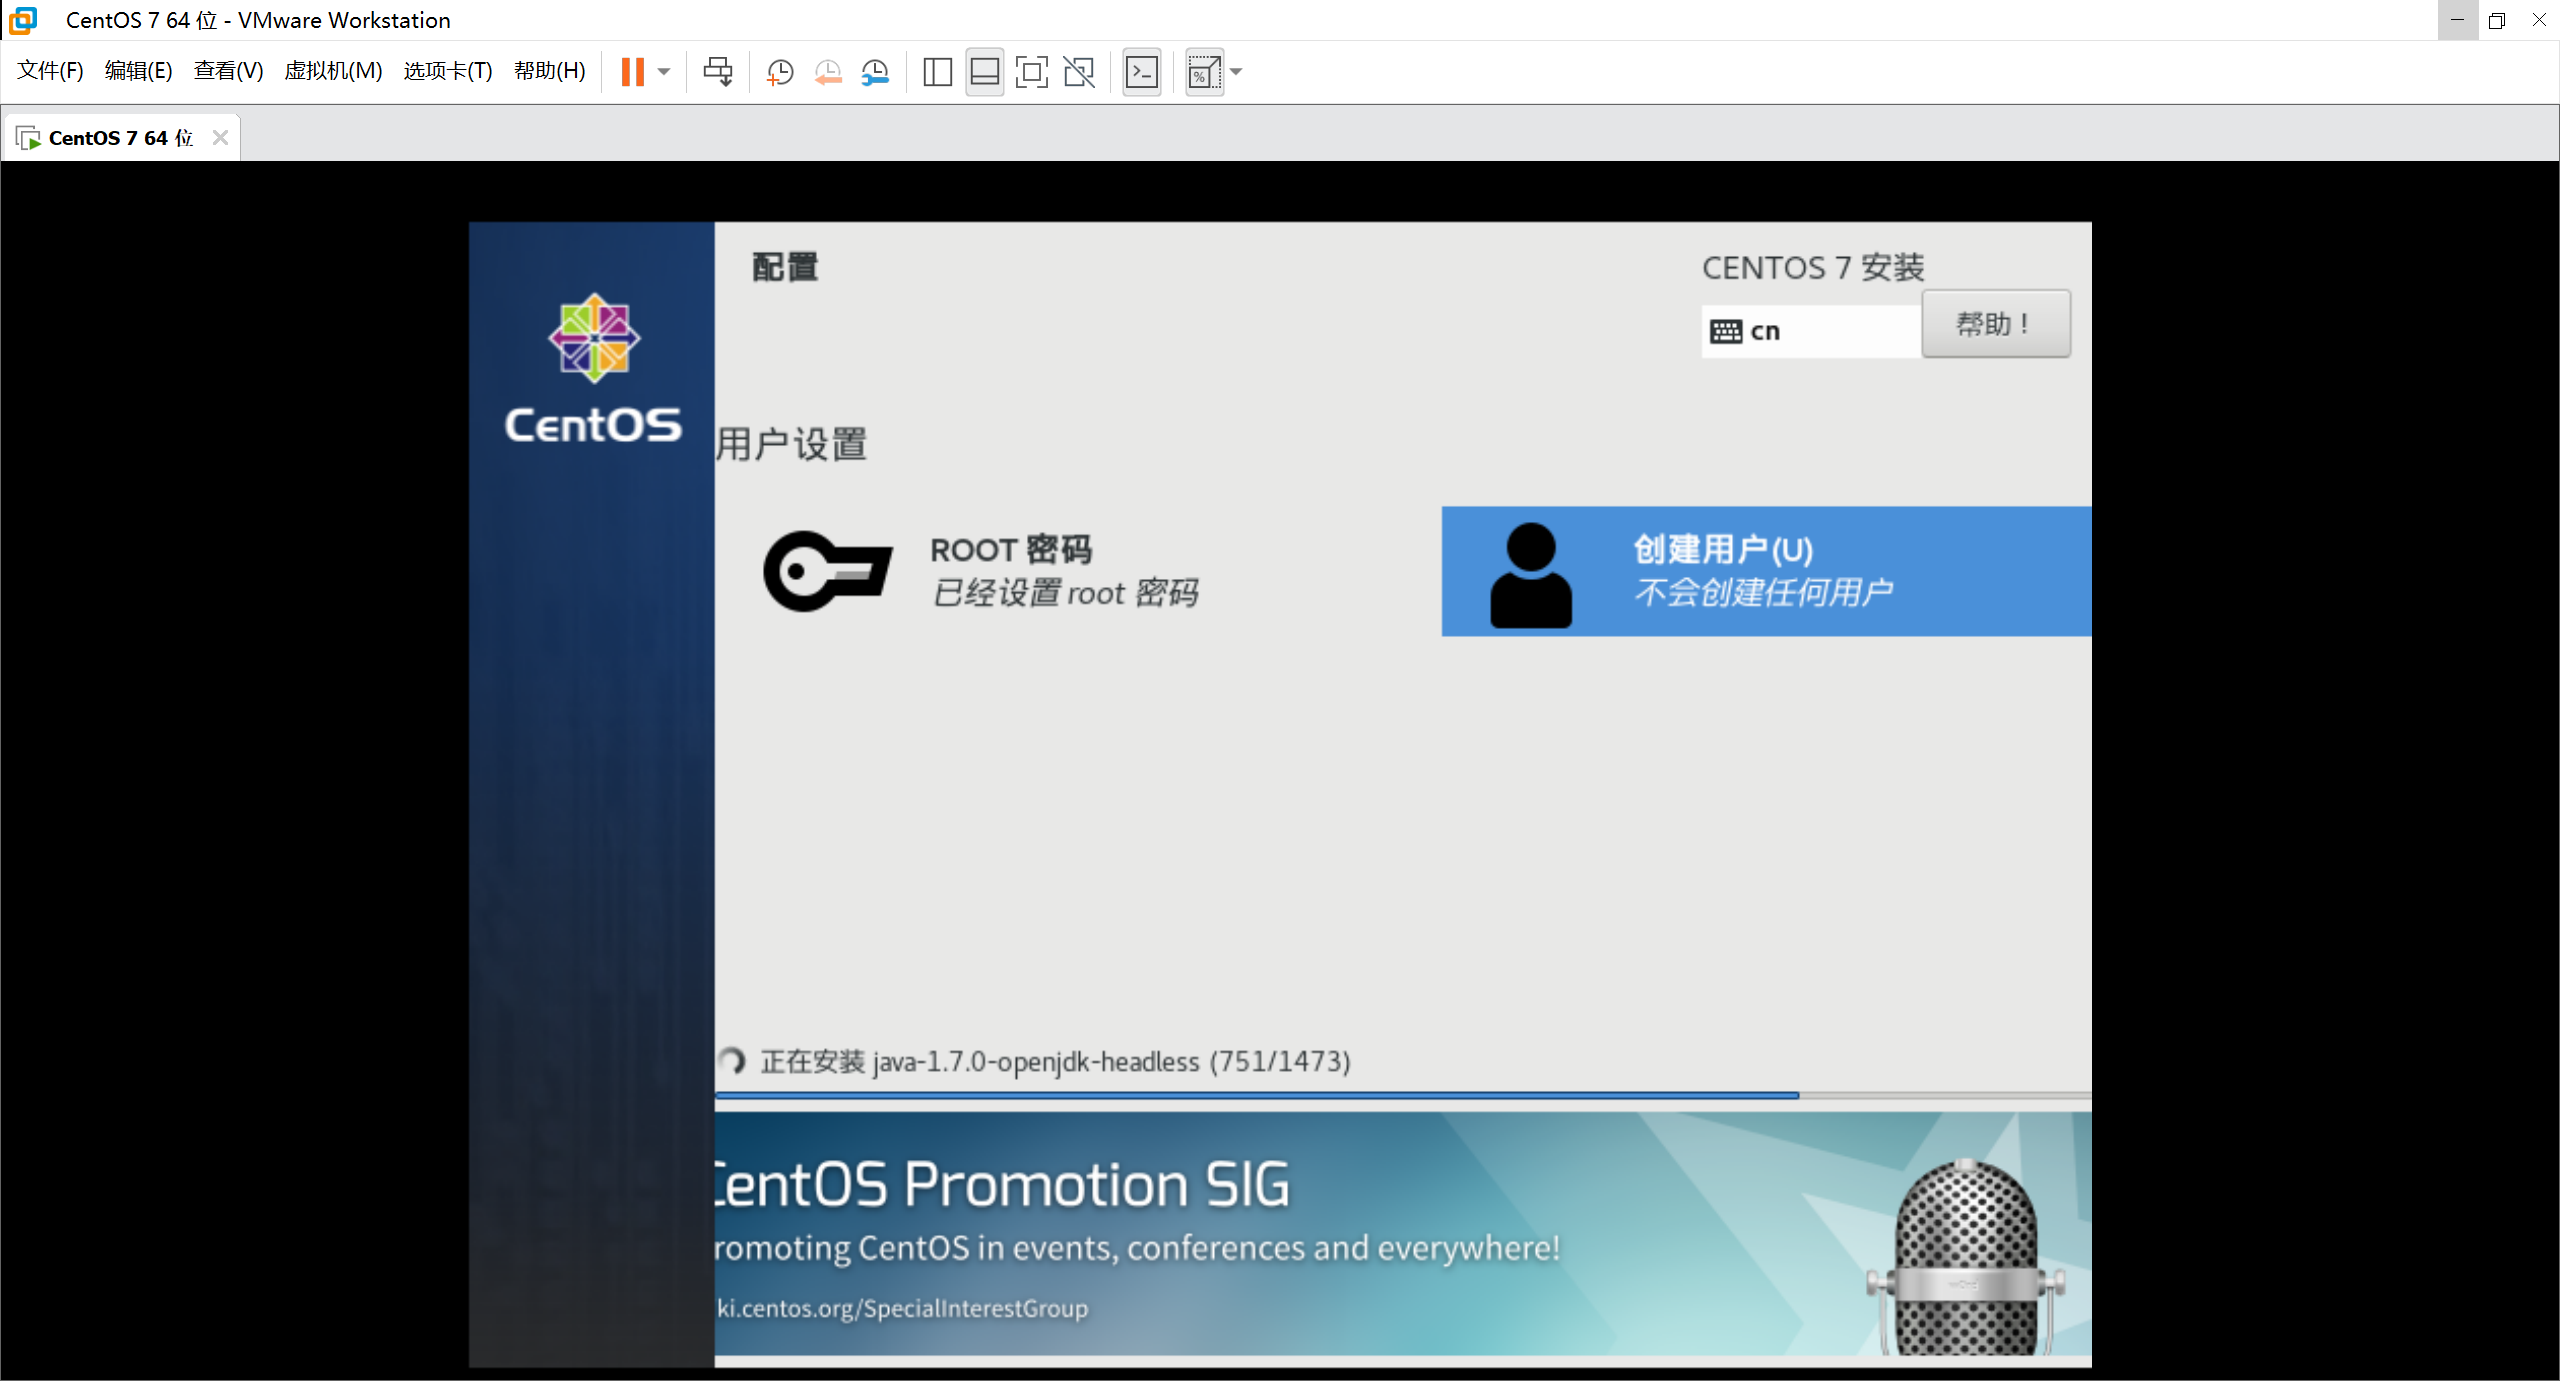 CentOS 7 64 位 - VMware Workstation
文件(F) 编辑(E) 查看(V) 虚拟机(M) 选项卡(T) 帮助(H)
CentOS 7 64 位
配置
CENTOS 7 安装
cn
帮助！
CentOS
用户设置
ROOT 密码
已经设置 root 密码
创建用户(U)
不会创建任何用户
正在安装 java-1.7.0-openjdk-headless (751/1473)
CentOS Promotion SIG
romoting CentOS in events, conferences and everywhere!
ki.centos.org/SpecialInterestGroup